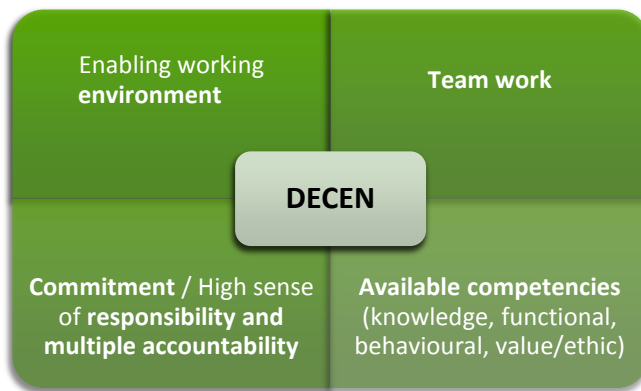 Enabling working
environment
Team work
DECEN
Commitment / High sense
of responsibility and
multiple accountability
Available competencies
(knowledge, functional,
behavioural, value/ethic)